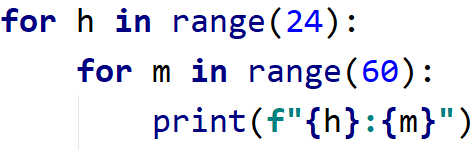 for h in range(24):
    for m in range(60):
        print(f"{h}:{m}")